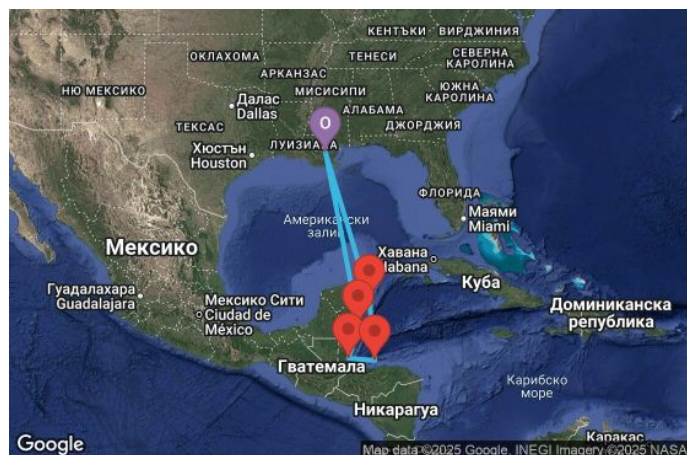 КЕНТЪКИ
ВИРДЖИНИЯ
ОКЛАХОМА
ТЕНЕСИ
СЕВЕРНА
КАРОЛИНА
АРКАНЗАС
НЮ МЕКСИКО
МИСИСИПИ
ЮЖНА
КАРОЛИНА
Далас
Dallas
АЛАБАМА
О
ТЕКСАС
ДЖОРДЖИЯ
Хюстън
Houston
ЛУИЗИАНА
ФЛОРИДА
Американски
залив
Маями
Miami
Мексико
Хавана
Habana
Куба
Гуадалахара
Guadalajara
Мексико Сити
Ciudad de
México
Доминиканска
република
Гватемала
Карибско
море
Никарагуа
Каракас
Google
Map data ©2025 Google, INEGI Imagery ©2025 NASA